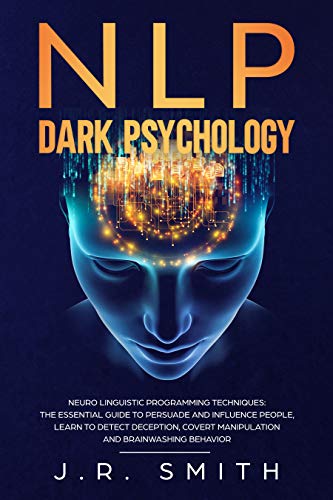 NLP
DARK PSYCHOLOGY
NEURO LINGUISTIC PROGRAMMING TECHNIQUES:
THE ESSENTIAL GUIDE TO PERSUADE AND INFLUENCE PEOPLE,
LEARN TO DETECT DECEPTION, COVERT MANIPULATION
AND BRAINWASHING BEHAVIOR
J.R. SMITH